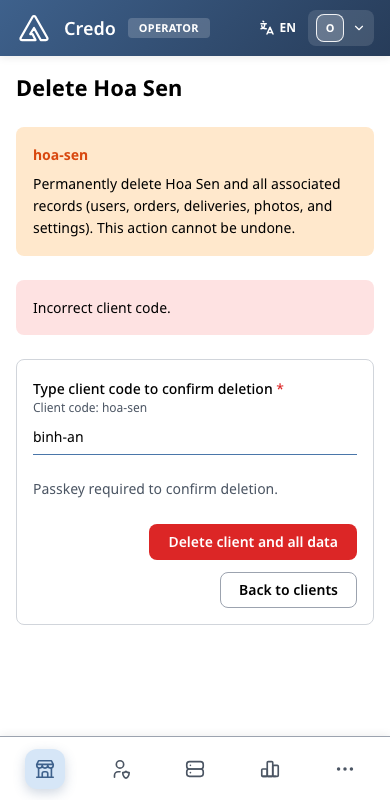 Credo
OPERATOR
EN
O
Delete Hoa Sen
hoa-sen
Permanently delete Hoa Sen and all associated
records (users, orders, deliveries, photos, and
settings). This action cannot be undone.
Incorrect client code.
Type client code to confirm deletion *
Client code: hoa-sen
binh-an
Passkey required to confirm deletion.
Delete client and all data
Back to clients